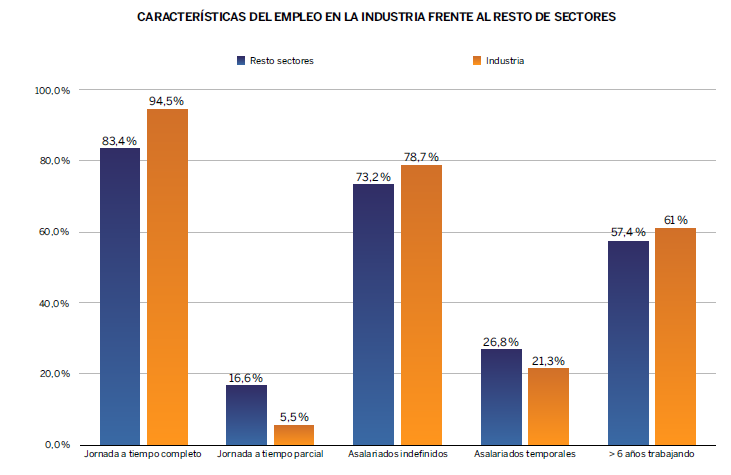 CARACTERÍSTICAS DEL EMPLEO EN LA INDUSTRIA FRENTE AL RESTO DE SECTORES
Resto sectores
Industria
100,0%
80,0%
60,0%
40,0%
20,0%
0,0%
83,4%
94,5%
16,6%
5,5%
73,2%
78,7%
26,8%
21,3%
57,4%
61%
Jornada a tiempo completo
Jornada a tiempo parcial
Asalariados indefinidos
Asalariados temporales
> 6 años trabajando